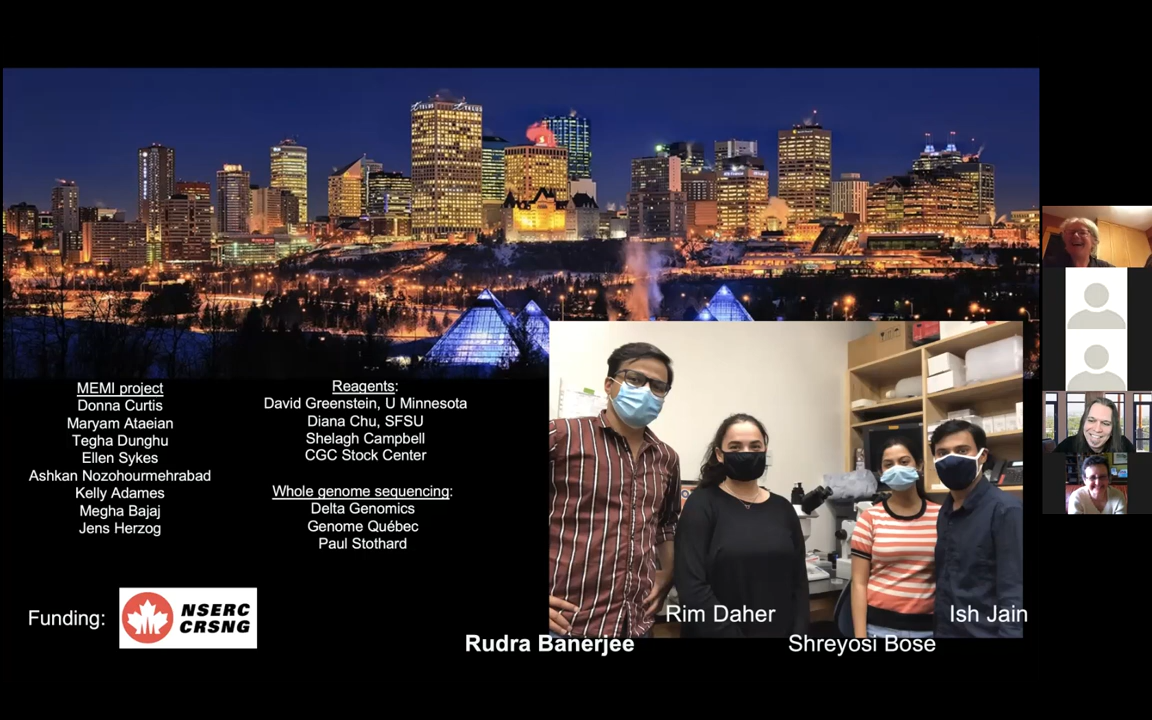 MEMI project
Donna Curtis
Maryam Ataeian
Tegha Dunghu
Ellen Sykes
Ashkan Nozohourmehrabad
Kelly Adames
Megha Bajaj
Jens Herzog
Reagents:
David Greenstein, U Minnesota
Diana Chu, SFSU
Shelagh Campbell
CGC Stock Center
Whole genome sequencing:
Delta Genomics
Genome Québec
Paul Stothard
Funding:
NSERC
CRSNG
Rim Daher
Ish Jain
Rudra Banerjee
Shreyosi Bose